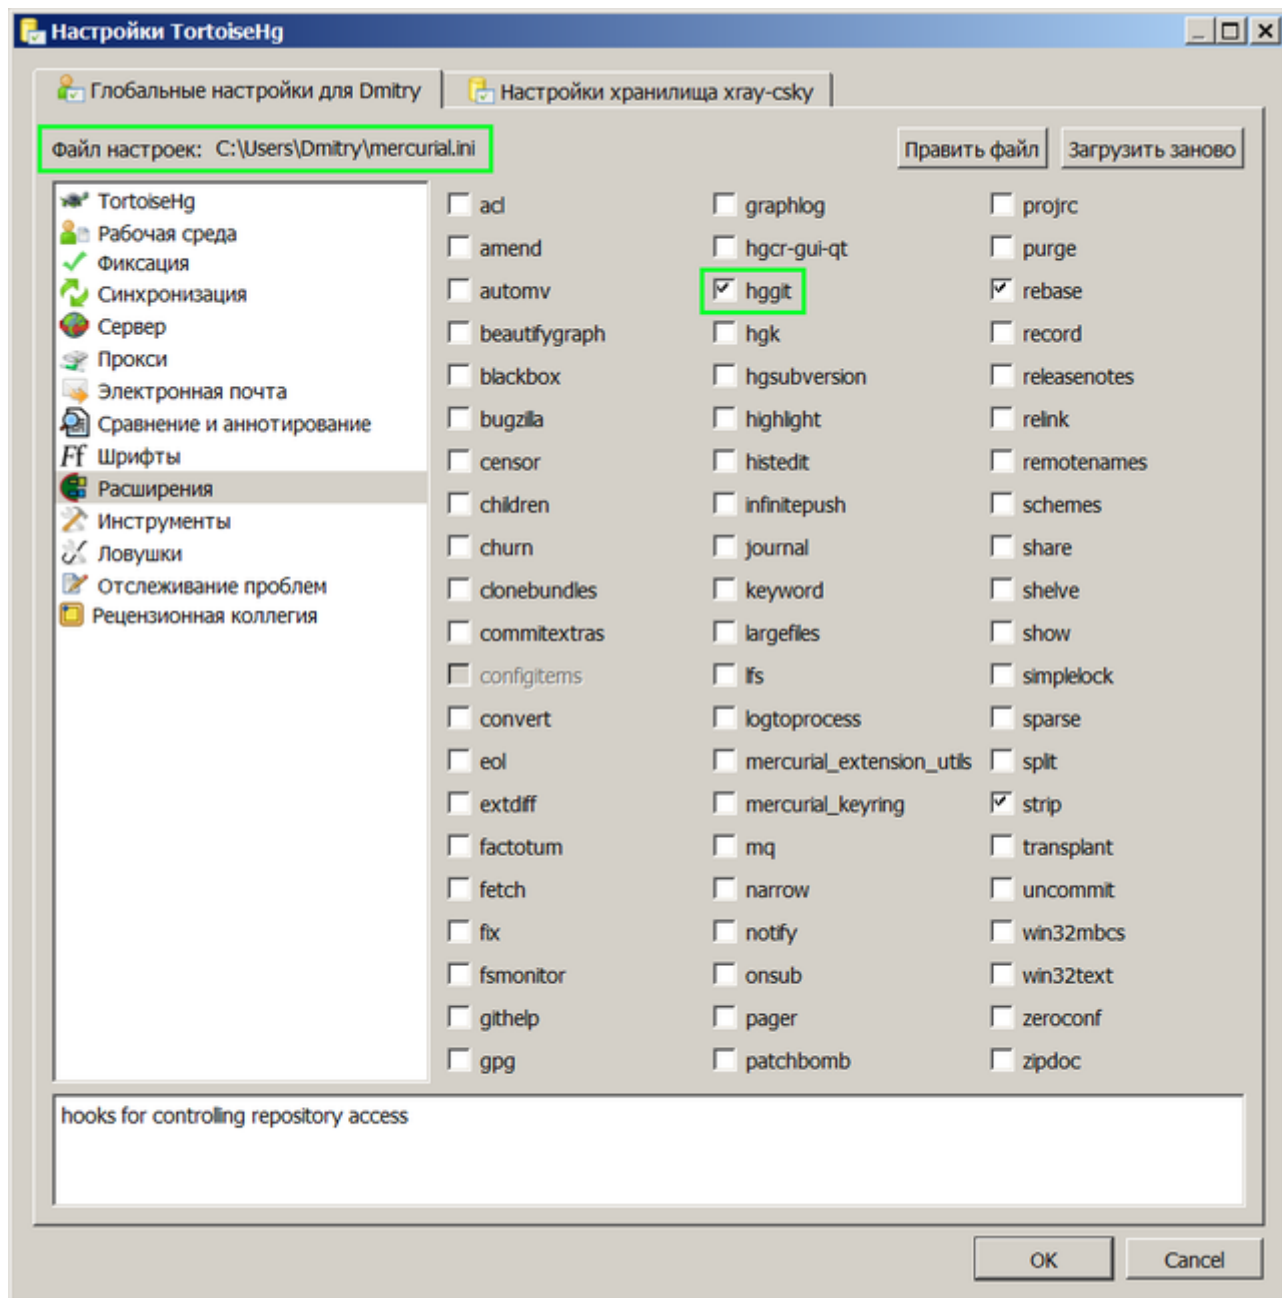 Настройки TortoiseHg
Глобальные настройки для Dmitry
Настройки хранилища xray-csky
Файл настроек: C:\Users\Dmitry\mercurial.ini
Править файл
Загрузить заново
TortoiseHg
Рабочая среда
Фиксация
Синхронизация
Сервер
Прокси
Электронная почта
Сравнение и аннотирование
Ff Шрифты
Расширения
Инструменты
Ловушки
Отслеживание проблем
Рецензионная коллегия
acl
amend
automv
beautifygraph
blackbox
bugzilla
censor
children
churn
clonebundles
commitextras
configitems
convert
eol
extdiff
factotum
fetch
fix
fsmonitor
githelp
gpg
graphlog
hgcr-gui-qt
hggit
hgk
hgsubversion
highlight
histedit
infinitepush
journal
keyword
largefiles
lfs
logtoprocess
mercurial_extension_utils
mercurial_keyring
mq
narrow
notify
onsub
pager
patchbomb
projrc
purge
rebase
record
releasenotes
relink
remotenames
schemes
share
shelve
show
simplelock
sparse
split
strip
transplant
uncommit
win32mbcs
win32text
zeroconf
zipdoc
hooks for controlling repository access
OK
Cancel